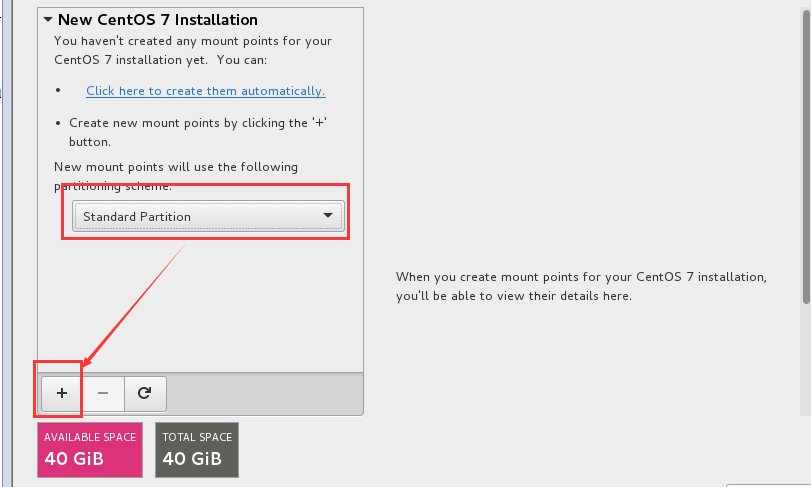 New CentOS 7 Installation
You haven't created any mount points for your
CentOS 7 installation yet.  You can:
• Click here to create them automatically.
• Create new mount points by clicking the '+'
button.
New mount points will use the following
partitioning scheme:
Standard Partition
When you create mount points for your CentOS 7 installation,
you'll be able to view their details here.
+ −
AVAILABLE SPACE
40 GiB
TOTAL SPACE
40 GiB